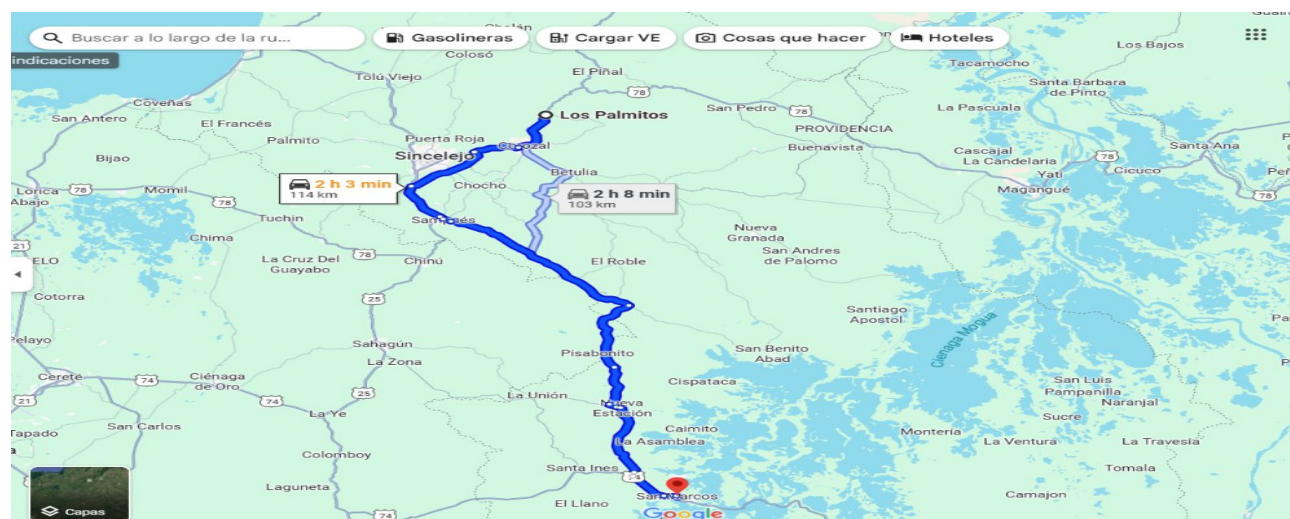 Buscar a lo largo de la ru...
Gasolineras
Cargar VE
Cosas que hacer
Hoteles
indicaciones
Colosó
Los Bajos
Tacamocho
Tolú Viejo
El Piñal
78
Santa Barbara
de Pinto
Coveñas
San Antero
El Francés
Los Palmitos
San Pedro
78
La Pascuala
PROVIDENCIA
Palmito
Puerta Roja
Corozal
Buenavista
Cascajal
Santa Ana
Bijao
Sincelejo
La Candelaria
Yati
Cicuco
78
Betulia
Magangué
78
Lorica
Abajo
78
Momil
2 h 3 min
114 km
Chocho
2 h 8 min
103 km
78
Tuchin
Sampués
Nueva
Granada
Chima
21
La Cruz Del
Guayabo
78
Chinú
El Roble
San Andres
de Palomo
ELO
Cotorra
25
Santiago
Apostol
Ciénaga Mogua
Pelayo
Sahagún
La Zona
Pisabonito
San Benito
Abad
Cereté
74
Ciénaga
de Oro
25
Cispataca
San Luis
Pampanilla
74
La Unión
Nueva
Estación
Naranjal
La Ye
Sucre
Tapado
San Carlos
Caimito
La Asamblea
Montería
La Ventura
La Travesía
21
Colomboy
Santa Ines
Tomala
Laguneta
San Marcos
Camajon
El Llano
74
Capas
Google